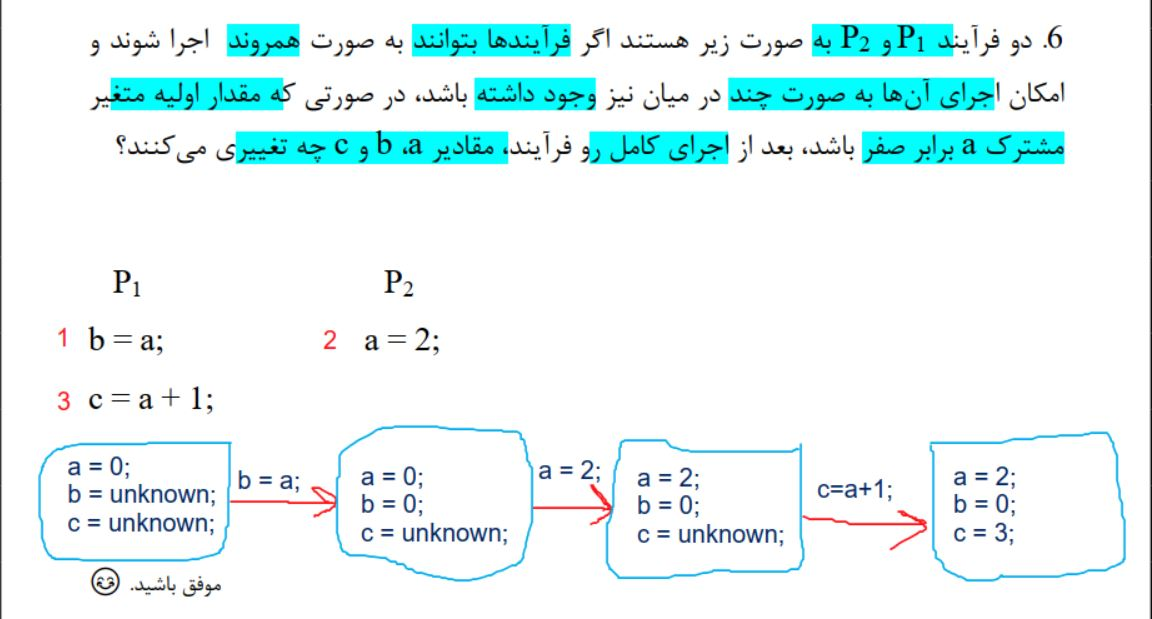 6. دو فرآیند P1 و P2 به صورت زیر هستند اگر فرآیندها بتوانند به صورت همروند اجرا شوند و
امکان اجرای آن‌ها به صورت چند در میان نیز وجود داشته باشد، در صورتی که مقدار اولیه متغیر
مشترک a برابر صفر باشد، بعد از اجرای کامل رو فرآیند، مقادیر a، b و c چه تغییری می‌کنند؟
P1 P2
1 b = a; 2 a = 2;
3 c = a + 1;
a = 0;
b = unknown;
c = unknown;
b = a;
a = 0;
b = 0;
c = unknown;
a = 2;
a = 2;
b = 0;
c = unknown;
c=a+1;
a = 2;
b = 0;
c = 3;
موفق باشید.